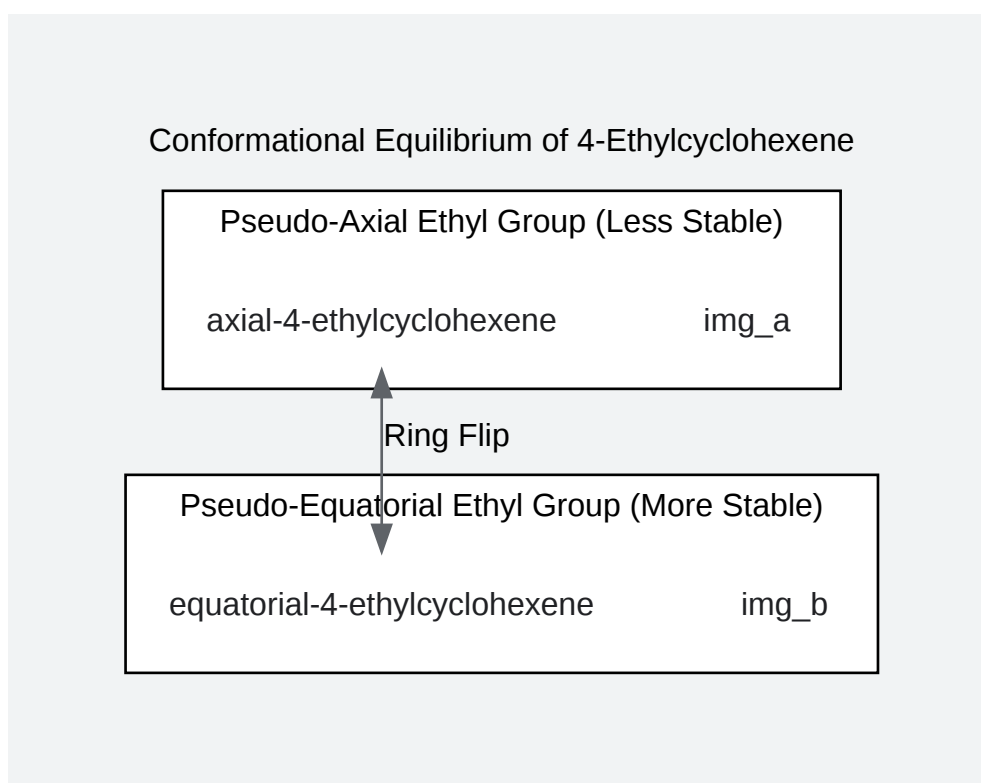 Conformational Equilibrium of 4-Ethylcyclohexene
Pseudo-Axial Ethyl Group (Less Stable)
axial-4-ethylcyclohexene img_a
Ring Flip
Pseudo-Equatorial Ethyl Group (More Stable)
equatorial-4-ethylcyclohexene img_b